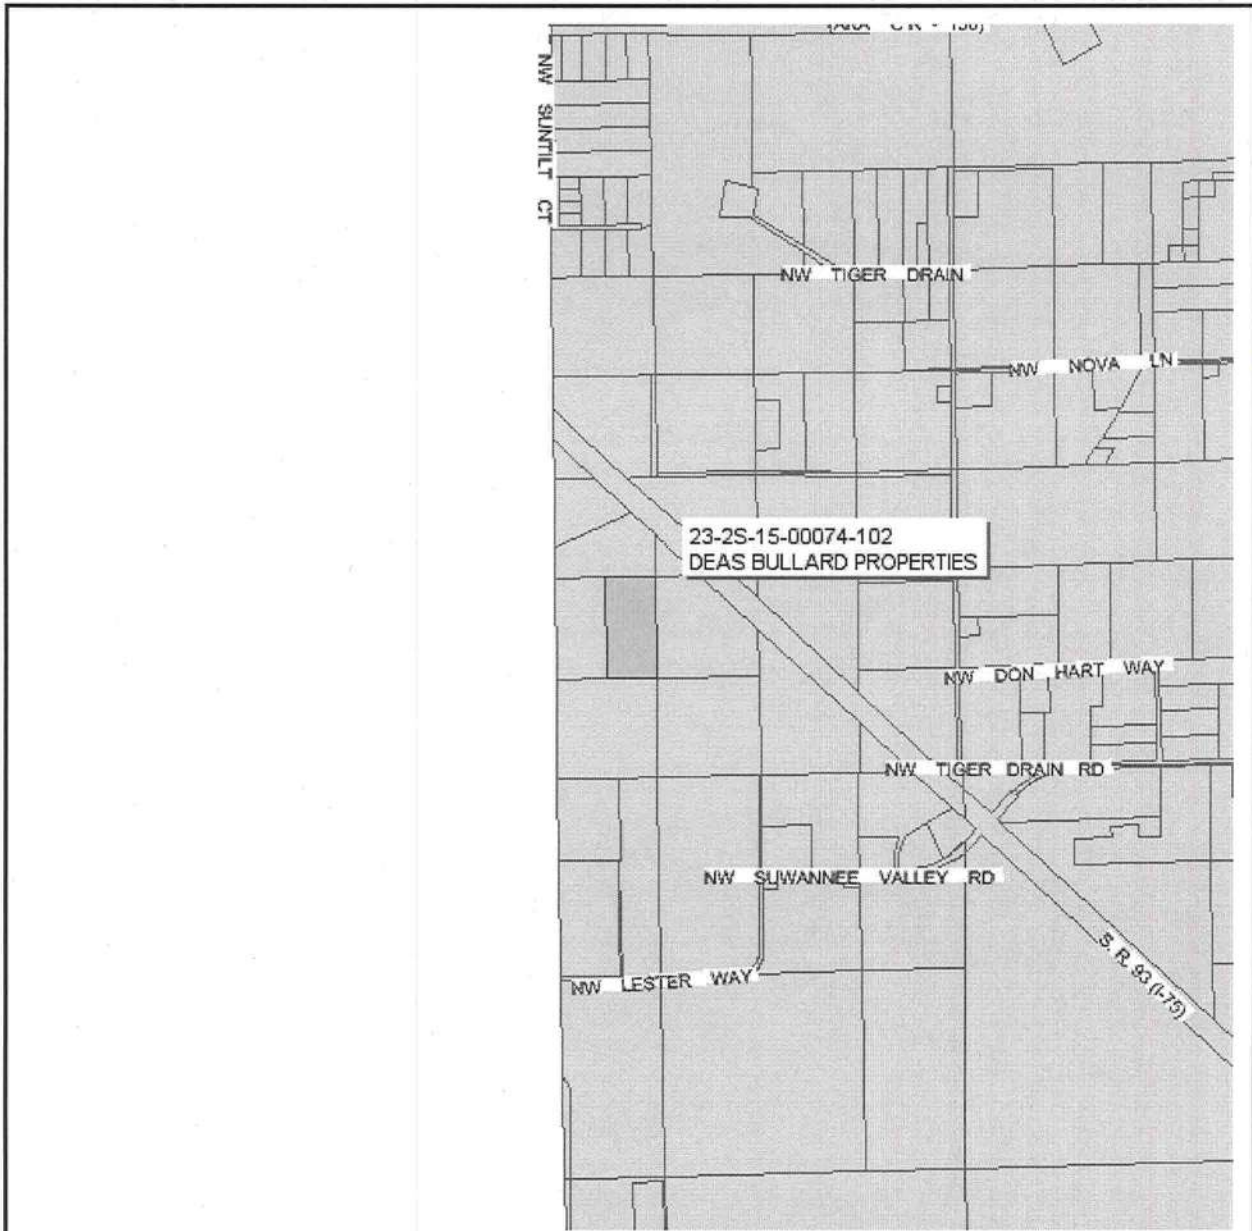 NW SUNTILT CT
NW TIGER DRAIN
NW NOVA LN
23-2S-15-00074-102
DEAS BULLARD PROPERTIES
NW DON HART WAY
NW TIGER DRAIN RD
NW SUWANNEE VALLEY RD
S. R. 93 (I-75)
NW LESTER WAY